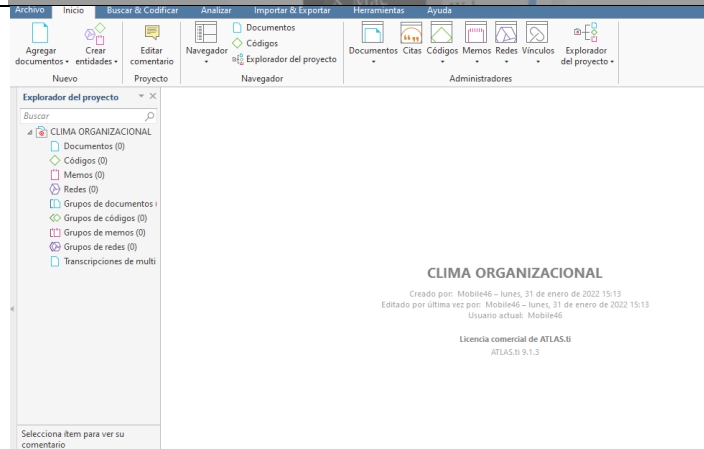 Archivo Inicio Buscar & Codificar Analizar Importar & Exportar Herramientas Ayuda
Agregar documentos
Crear entidades
Editar comentario
Navegador
Documentos
Códigos
Explorador del proyecto
Documentos Citas Códigos Memos Redes Vínculos
Explorador del proyecto
Nuevo Proyecto Navegador Administradores
Explorador del proyecto
Buscar
CLIMA ORGANIZACIONAL
Documentos (0)
Códigos (0)
Memos (0)
Redes (0)
Grupos de documentos (
Grupos de códigos (0)
Grupos de memos (0)
Grupos de redes (0)
Transcripciones de multi
CLIMA ORGANIZACIONAL
Creado por: Mobile46 – lunes, 31 de enero de 2022 15:13
Editado por última vez por: Mobile46 – lunes, 31 de enero de 2022 15:13
Usuario actual: Mobile46
Licencia comercial de ATLAS.ti
ATLAS.ti 9.1.3
Selecciona ítem para ver su
comentario